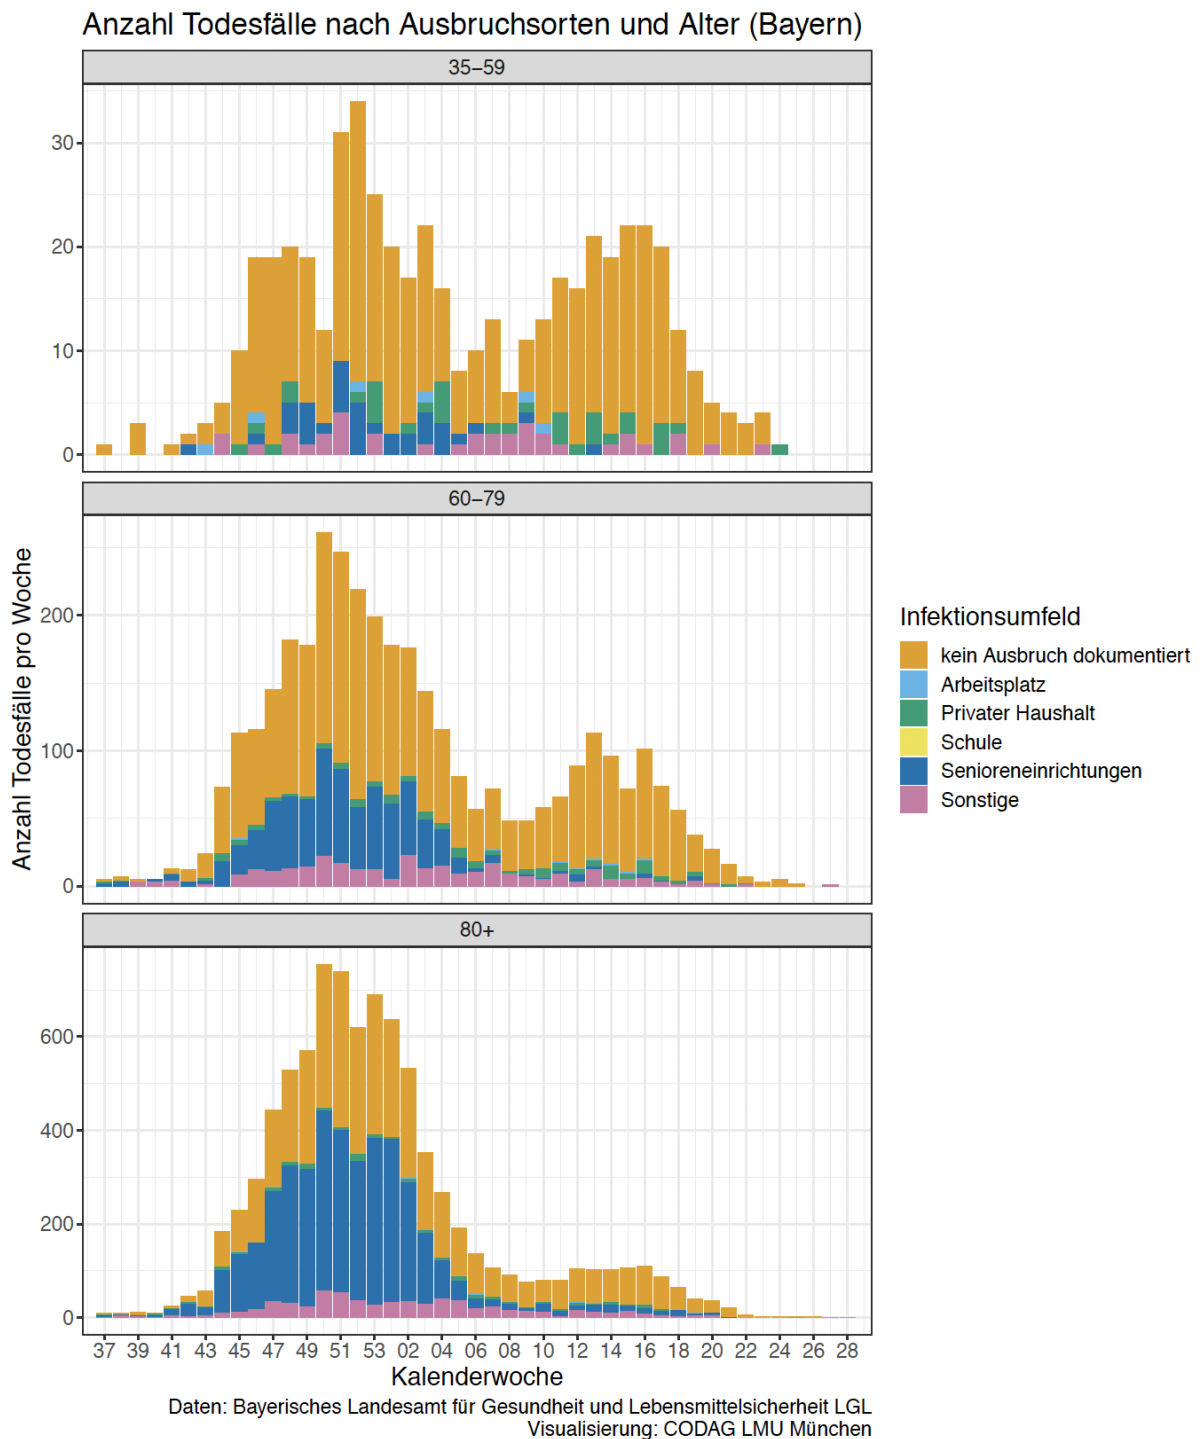 Anzahl Todesfälle nach Ausbruchsorten und Alter (Bayern)
35–59
30
20
10
0
60–79
200
100
0
80+
600
400
200
0
Anzahl Todesfälle pro Woche
37 39 41 43 45 47 49 51 53 02 04 06 08 10 12 14 16 18 20 22 24 26 28
Kalenderwoche
Infektionsumfeld
kein Ausbruch dokumentiert
Arbeitsplatz
Privater Haushalt
Schule
Senioreneinrichtungen
Sonstige
Daten: Bayerisches Landesamt für Gesundheit und Lebensmittelsicherheit LGL
Visualisierung: CODAG LMU München